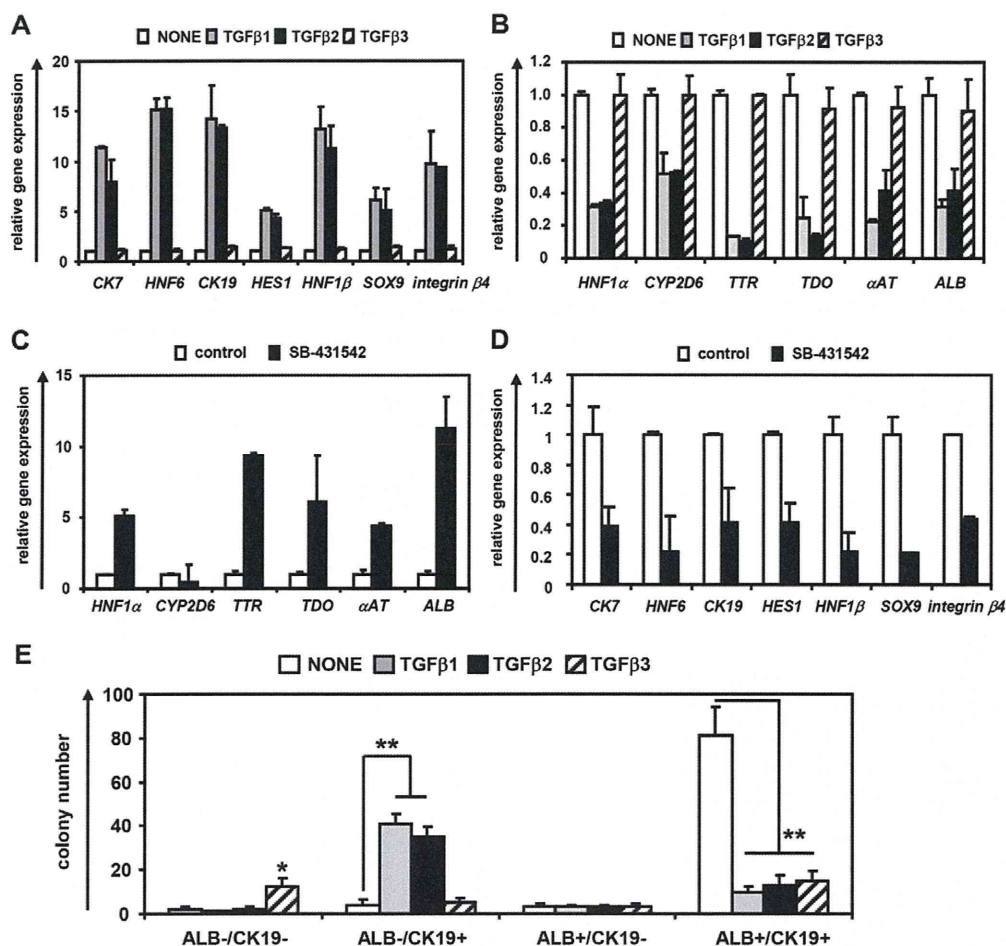 A
NONE TGFβ1 TGFβ2 TGFβ3
relative gene expression
20
15
10
5
0
CK7 HNF6 CK19 HES1 HNF1β SOX9 integrin β4
B
NONE TGFβ1 TGFβ2 TGFβ3
relative gene expression
1.2
1.0
0.8
0.6
0.4
0.2
0
HNF1α CYP2D6 TTR TDO αAT ALB
C
control SB-431542
relative gene expression
15
10
5
0
HNF1α CYP2D6 TTR TDO αAT ALB
D
control SB-431542
relative gene expression
1.4
1.2
1
0.8
0.6
0.4
0.2
0
CK7 HNF6 CK19 HES1 HNF1β SOX9 integrin β4
E
NONE TGFβ1 TGFβ2 TGFβ3
colony number
100
80
60
40
20
0
*
**
**
ALB-/CK19- ALB-/CK19+ ALB+/CK19- ALB+/CK19+